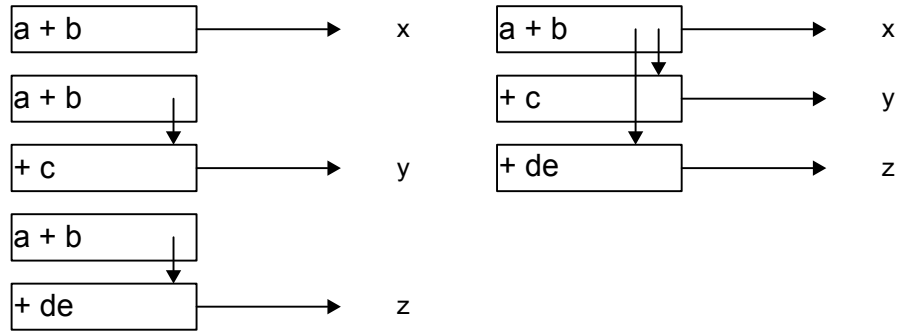 a + b x
a + b
+ c y
a + b
+ de z
a + b x
+ c y
+ de z